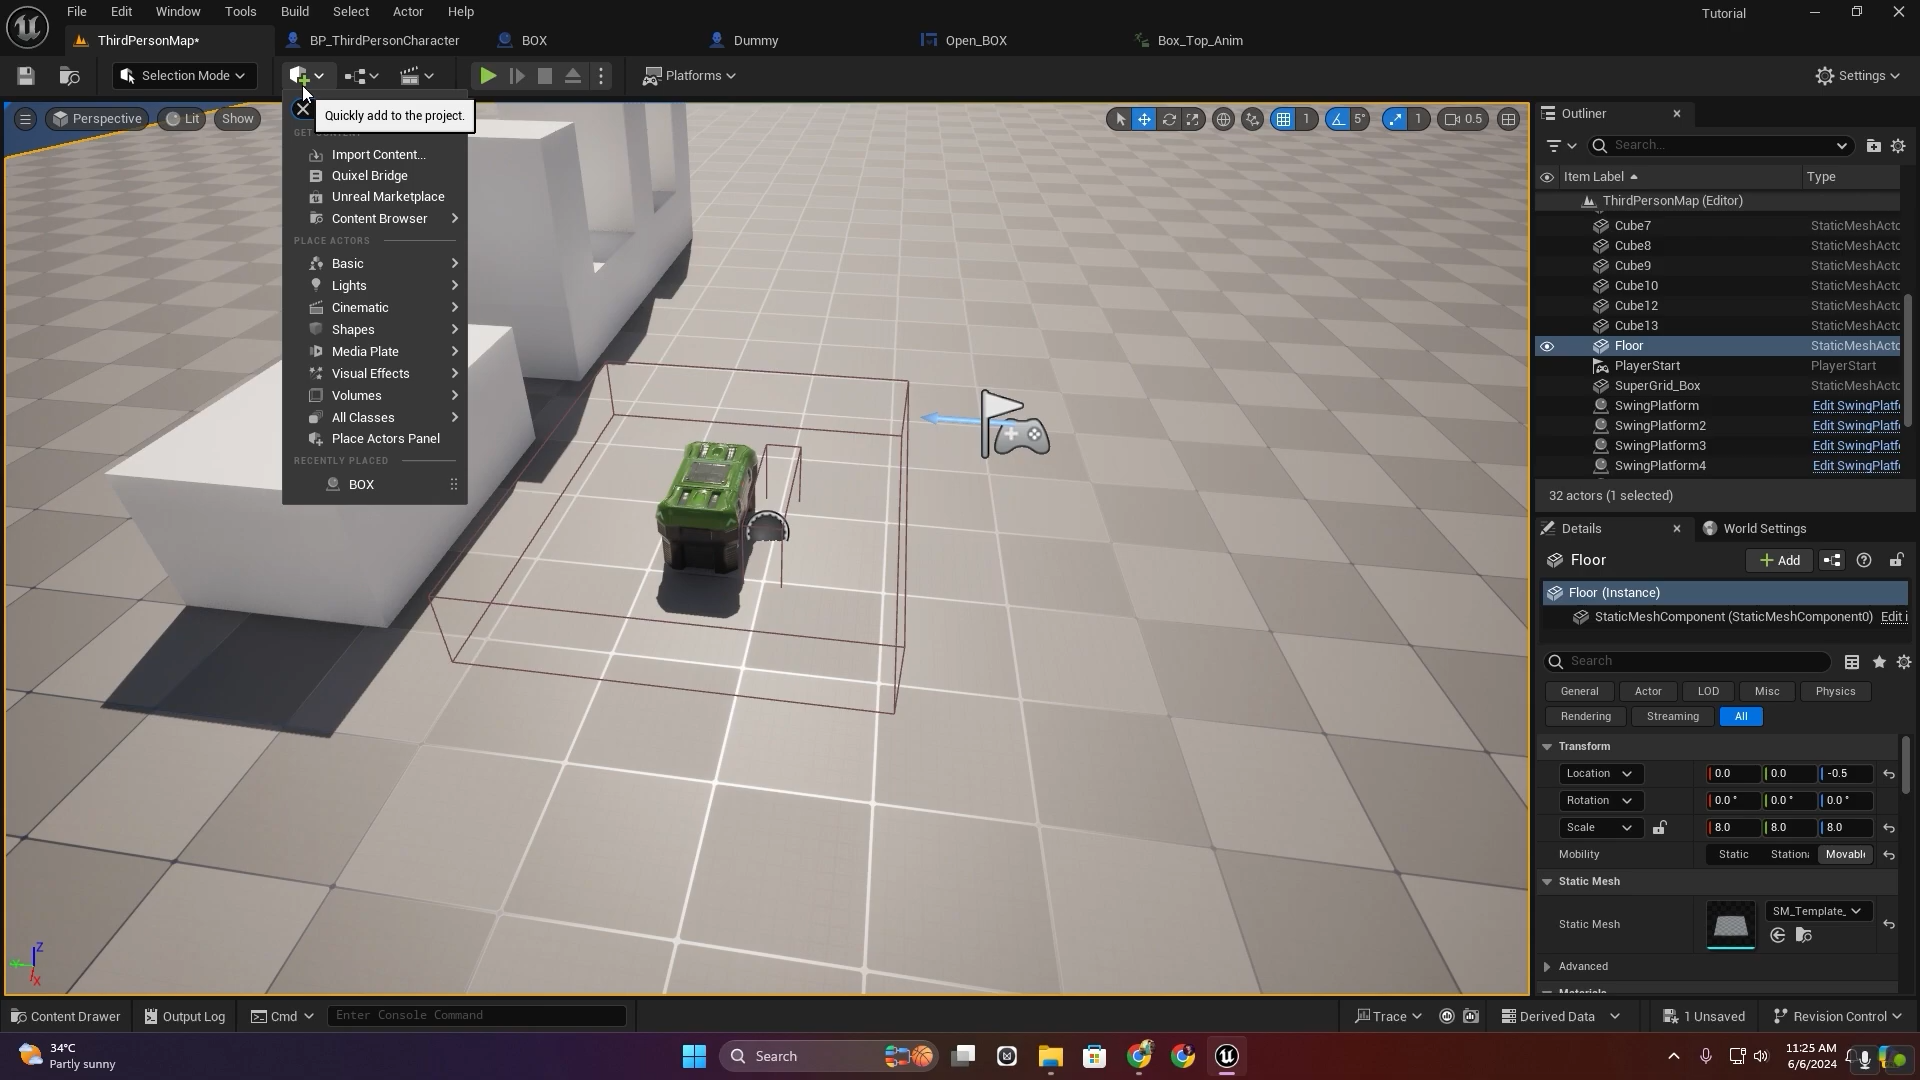 File Edit Window Tools Build Select Actor Help
Tutorial
ThirdPersonMap* BP_ThirdPersonCharacter BOX Dummy Open_BOX Box_Top_Anim
Selection Mode Platforms Settings
Quickly add to the project.
Perspective Lit Show
1 5° 1 0.5
Import Content...
Quixel Bridge
Unreal Marketplace
Content Browser
PLACE ACTORS
Basic
Lights
Cinematic
Shapes
Media Plate
Visual Effects
Volumes
All Classes
Place Actors Panel
RECENTLY PLACED
BOX
Outliner
Search...
Item Label Type
ThirdPersonMap (Editor)
Cube7 StaticMeshActo
Cube8 StaticMeshActo
Cube9 StaticMeshActo
Cube10 StaticMeshActo
Cube12 StaticMeshActo
Cube13 StaticMeshActo
Floor StaticMeshActo
PlayerStart PlayerStart
SuperGrid_Box StaticMeshActo
SwingPlatform Edit SwingPlatf
SwingPlatform2 Edit SwingPlatf
SwingPlatform3 Edit SwingPlatf
SwingPlatform4 Edit SwingPlatf
32 actors (1 selected)
Details World Settings
Floor Add
Floor (Instance)
StaticMeshComponent (StaticMeshComponent0) Edit i
Search
General Actor LOD Misc Physics
Rendering Streaming All
Transform
Location 0.0 0.0 -0.5
Rotation 0.0 ° 0.0 ° 0.0 °
Scale 8.0 8.0 8.0
Mobility Static Stationa Movable
Static Mesh
Static Mesh SM_Template_
Advanced
Z
X
Content Drawer Output Log Cmd Enter Console Command Trace Derived Data 1 Unsaved Revision Control
34°C
Partly sunny
Search
11:25 AM
6/6/2024